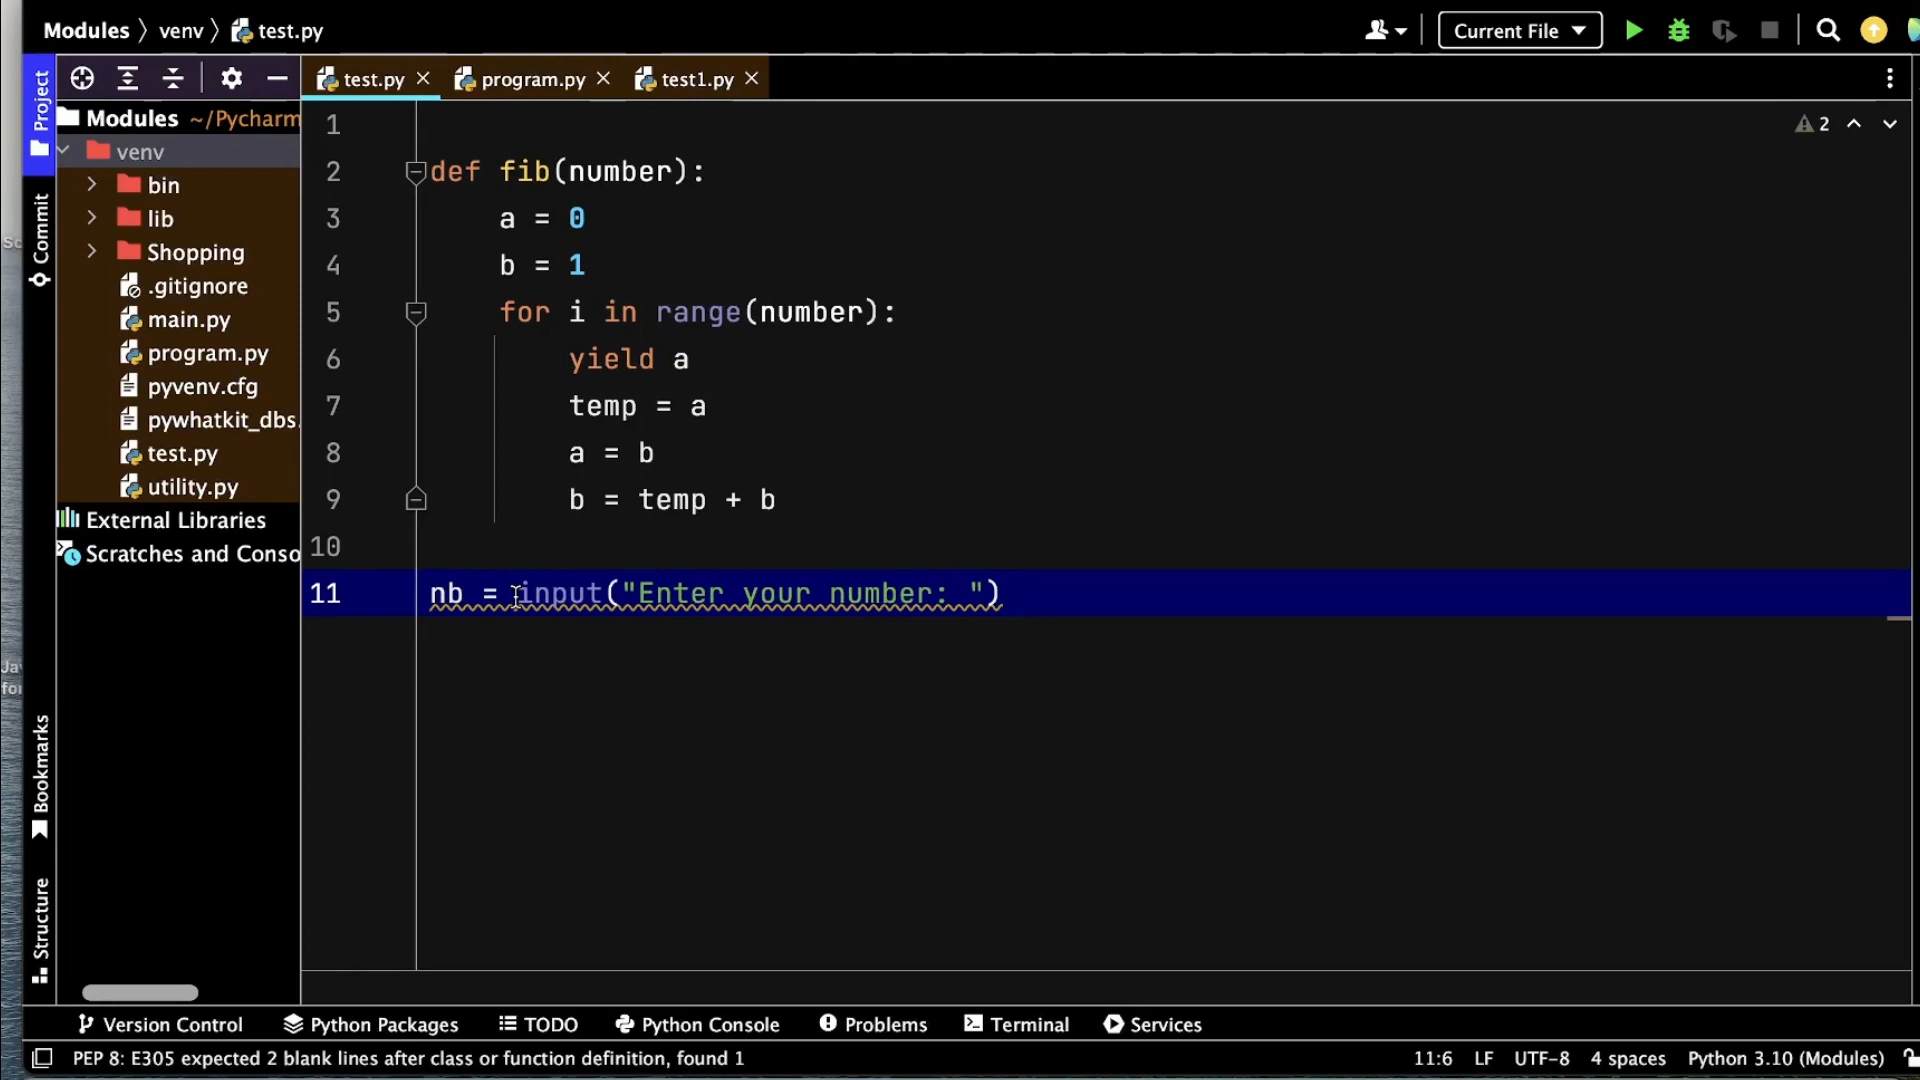 Modules 〉 venv 〉 test.py
Current File
Project
Commit
Bookmarks
Structure
Modules ~/Pycharm
venv
bin
lib
Shopping
.gitignore
main.py
program.py
pyvenv.cfg
pywhatkit_dbs.
test.py
utility.py
External Libraries
Scratches and Conso
test.py
program.py
test1.py
2
1
2 def fib(number):
3 a = 0
4 b = 1
5 for i in range(number):
6 yield a
7 temp = a
8 a = b
9 b = temp + b
10
11 nb = input("Enter your number: ")
Version Control
Python Packages
TODO
Python Console
Problems
Terminal
Services
PEP 8: E305 expected 2 blank lines after class or function definition, found 1
11:6 LF UTF-8 4 spaces Python 3.10 (Modules)